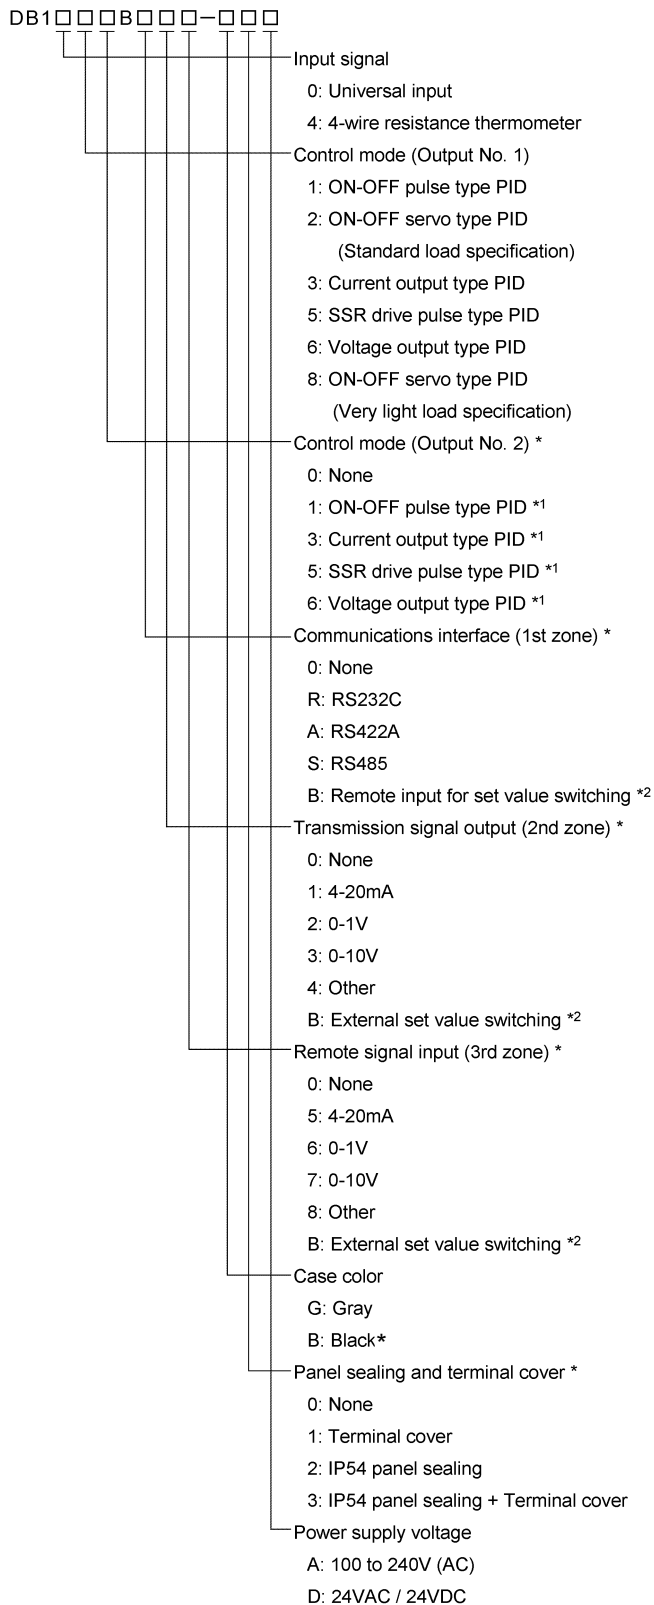 DB1□□□B□□□−□□□
Input signal
0: Universal input
4: 4-wire resistance thermometer
Control mode (Output No. 1)
1: ON-OFF pulse type PID
2: ON-OFF servo type PID
(Standard load specification)
3: Current output type PID
5: SSR drive pulse type PID
6: Voltage output type PID
8: ON-OFF servo type PID
(Very light load specification)
Control mode (Output No. 2) *
0: None
1: ON-OFF pulse type PID *1
3: Current output type PID *1
5: SSR drive pulse type PID *1
6: Voltage output type PID *1
Communications interface (1st zone) *
0: None
R: RS232C
A: RS422A
S: RS485
B: Remote input for set value switching *2
Transmission signal output (2nd zone) *
0: None
1: 4-20mA
2: 0-1V
3: 0-10V
4: Other
B: External set value switching *2
Remote signal input (3rd zone) *
0: None
5: 4-20mA
6: 0-1V
7: 0-10V
8: Other
B: External set value switching *2
Case color
G: Gray
B: Black*
Panel sealing and terminal cover *
0: None
1: Terminal cover
2: IP54 panel sealing
3: IP54 panel sealing + Terminal cover
Power supply voltage
A: 100 to 240V (AC)
D: 24VAC / 24VDC